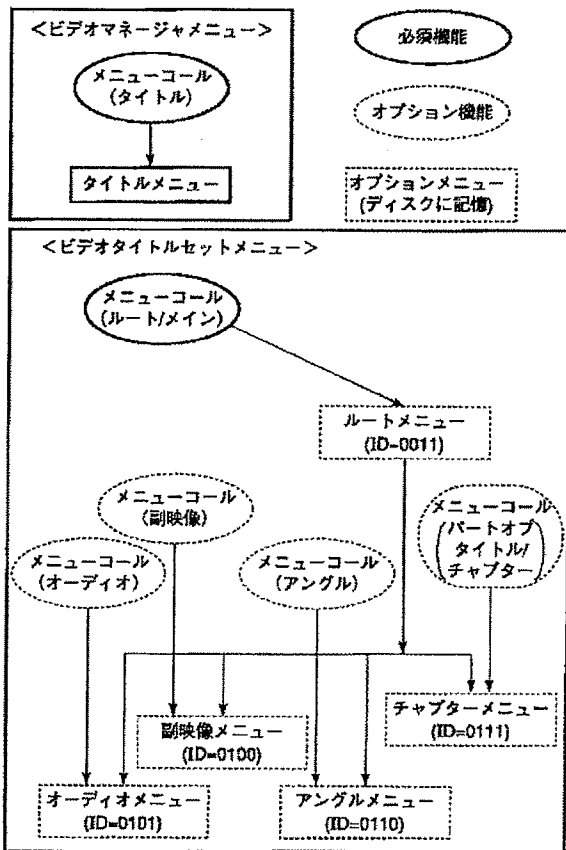 <ビデオマネージャメニュー>
メニューコール
(タイトル)
タイトルメニュー
必須機能
オプション機能
オプションメニュー
(ディスクに記憶)
<ビデオタイトルセットメニュー>
メニューコール
(ルート/メイン)
ルートメニュー
(ID=0011)
メニューコール
(副映像)
メニューコール
(オーディオ)
メニューコール
(アングル)
メニューコール
(パートオブ
タイトル/
チャプター)
副映像メニュー
(ID=0100)
チャプターメニュー
(ID=0111)
オーディオメニュー
(ID=0101)
アングルメニュー
(ID=0110)